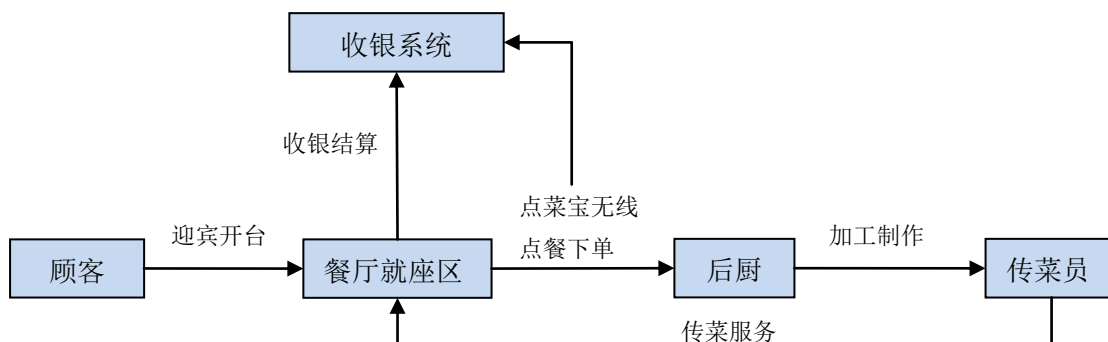 收银系统
收银结算
点菜宝无线
点餐下单
迎宾开台
加工制作
顾客
餐厅就座区
后厨
传菜员
传菜服务